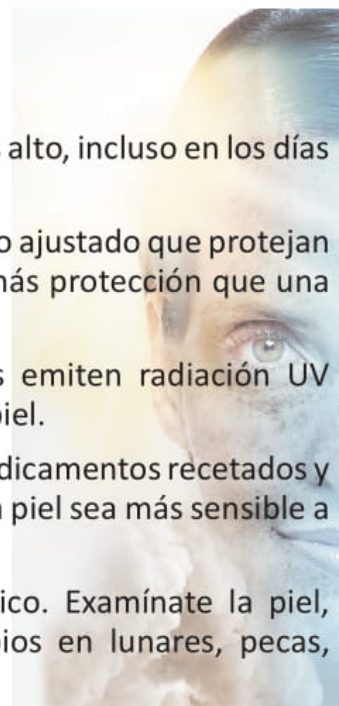 alto, incluso en los días
o ajustado que protejan
más protección que una
emiten radiación UV
piel.
dicamentos recetados y
piel sea más sensible a
ico. Examínate la piel,
ios en lunares, pecas,